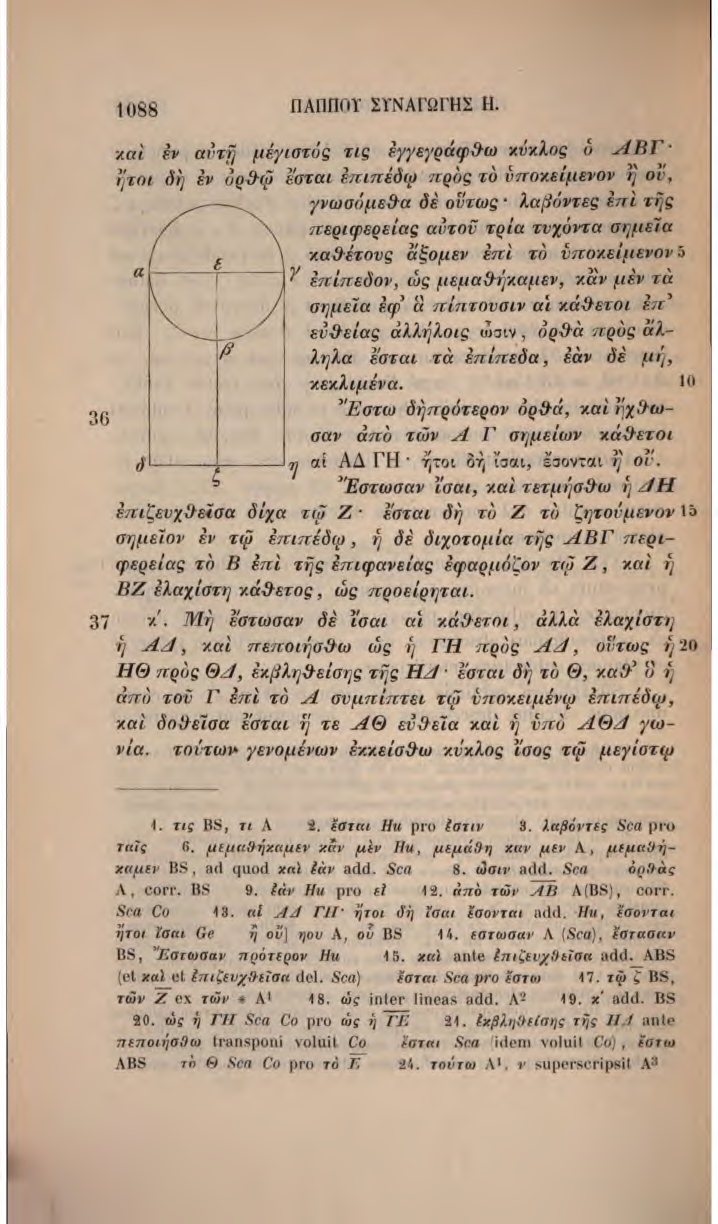 1088 ΠΑΠΠΟΥ ΣΥΝΑΓΩΓΗΣ Η.
καὶ ἐν αὐτῇ μέγιστός τις ἐγγεγράφθω κύκλος ὁ ΑΒΓ·
ἤτοι δὴ ἐν ὀρθῷ ἔσται ἐπιπέδῳ πρὸς τὸ ὑποκείμενον ἢ οὔ,
γνωσόμεθα δὲ οὕτως· λαβόντες ἐπὶ τῆς
περιφερείας αὐτοῦ τρία τυχόντα σημεῖα
καθέτους ἄξομεν ἐπὶ τὸ ὑποκείμενον 5
ἐπίπεδον, ὡς μεμαθήκαμεν, κἂν μὲν τὰ
σημεῖα ἐφ' ἃ πίπτουσιν αἱ κάθετοι ἐπ'
εὐθείας ἀλλήλοις ὦσιν, ὀρθὰ πρὸς ἄλ-
ληλα ἔσται τὰ ἐπίπεδα, ἐὰν δὲ μή,
κεκλιμένα. 10
36 Ἔστω δὴπρότερον ὀρθά, καὶ ἤχθω-
σαν ἀπὸ τῶν Α Γ σημείων κάθετοι
αἱ ΑΔ ΓΗ· ἤτοι δὴ ἴσαι, ἔσονται ἢ οὔ.
Ἔστωσαν ἴσαι, καὶ τετμήσθω ἡ ΔΗ
ἐπιζευχθεῖσα δίχα τῷ Ζ· ἔσται δὴ τὸ Ζ τὸ ζητούμενον 15
σημεῖον ἐν τῷ ἐπιπέδῳ, ἡ δὲ διχοτομία τῆς ΑΒΓ περι-
φερείας τὸ Β ἐπὶ τῆς ἐπιφανείας ἐφαρμόζον τῷ Ζ, καὶ ἡ
ΒΖ ἐλαχίστη κάθετος, ὡς προείρηται.
37 κ'. Μὴ ἔστωσαν δὲ ἴσαι αἱ κάθετοι, ἀλλὰ ἐλαχίστη
ἡ ΑΔ, καὶ πεποιήσθω ὡς ἡ ΓΗ πρὸς ΑΔ, οὕτως ἡ 20
ΗΘ πρὸς ΘΔ, ἐκβληθείσης τῆς ΗΔ· ἔσται δὴ τὸ Θ, καθ' ὃ ἡ
ἀπὸ τοῦ Γ ἐπὶ τὸ Α συμπίπτει τῷ ὑποκειμένῳ ἐπιπέδῳ,
καὶ δοθεῖσα ἔσται ἥ τε ΑΘ εὐθεῖα καὶ ἡ ὑπὸ ΑΘΔ γω-
νία. τούτων γενομένων ἐκκείσθω κύκλος ἴσος τῷ μεγίστῳ
α ε γ
β
δ ζ η
1. τις BS, τι A 2. ἔσται Hu pro ἐστιν 3. λαβόντες Sca pro
ταῖς 6. μεμαθήκαμεν κἂν μὲν Hu, μεμάθη καν μεν A, μεμαθή-
καμεν BS, ad quod καὶ ἐὰν add. Sca 8. ὦσιν add. Sca ὀρθὰς
A, corr. BS 9. ἐὰν Hu pro εἰ 12. ἀπὸ τῶν ΑΒ A(BS), corr.
Sca Co 13. αἱ ΑΔ ΓΗ· ἤτοι δὴ ἴσαι ἔσονται add. Hu, ἔσονται
ἤτοι ἴσαι Ge ἢ οὔ] ηου A, οὗ BS 14. εστωσαν A (Sca), ἔστασαν
BS, Ἔστωσαν πρότερον Hu 15. καὶ ante ἐπιζευχθεῖσα add. ABS
(et καὶ et ἐπιζευχθεῖσα del. Sca) ἔσται Sca pro ἔστω 17. τῷ ζ BS,
τῶν Ζ ex τῶν * A¹ 18. ὡς inter lineas add. A² 19. κ' add. BS
20. ὡς ἡ ΓΗ Sca Co pro ὡς ἡ ΓΕ 21. ἐκβληθείσης τῆς ΗΔ ante
πεποιήσθω transponi voluit Co ἔσται Sca (idem voluit Co), ἔστω
ABS τὸ Θ Sca Co pro τὸ Ε 24. τούτω A¹, ν superscripsit A³